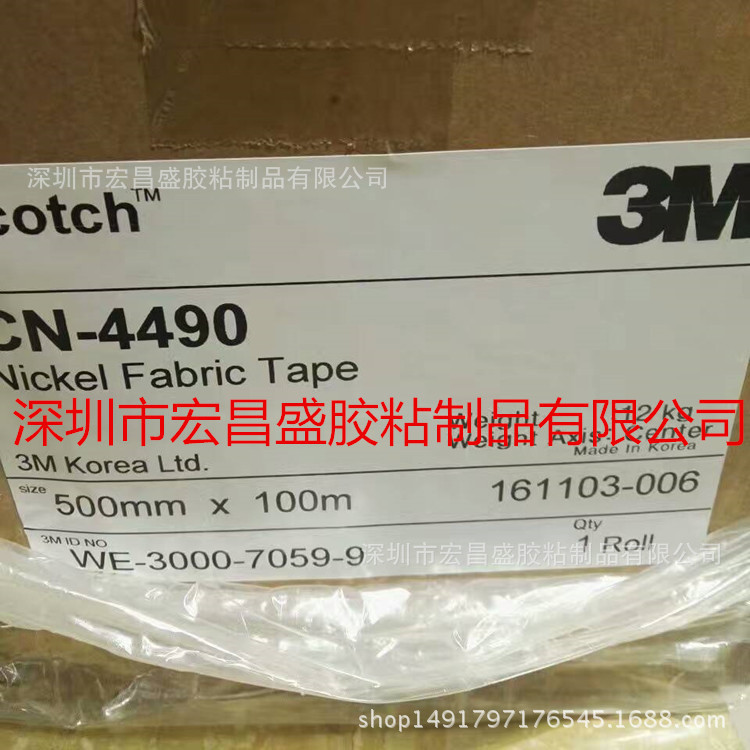 深圳市宏昌盛胶粘制品有限公司
cotch™
3M
CN-4490
Nickel Fabric Tape
深圳市宏昌盛胶粘制品有限公司
Weight 12 kg
Weight Axis: Center
Made In Korea
3M Korea Ltd.
size 500mm x 100m 161103-006
3M ID NO WE-3000-7059-9
Qty 1 Roll
深圳市宏昌盛胶粘制品有限公司
shop1491797176545.1688.com